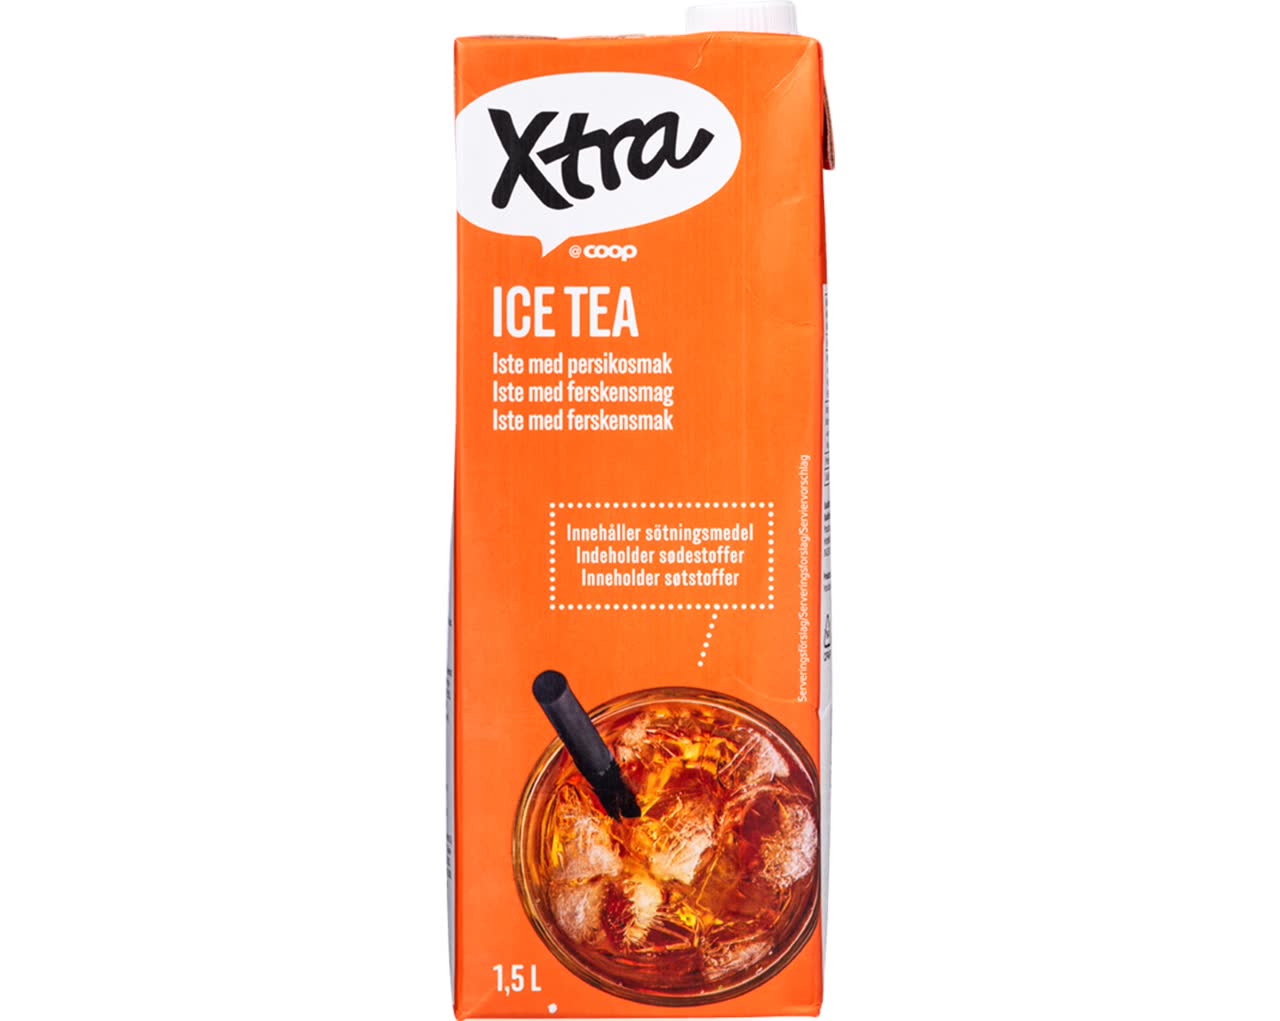 Xtra
@coop
ICE TEA
Iste med persikosmak
Iste med ferskensmag
Iste med ferskensmak
Innehåller sötningsmedel
Indeholder sødestoffer
Inneholder søtstoffer
Serveringsförslag/Serveringsforslag/Serviervorschlag
1,5 L